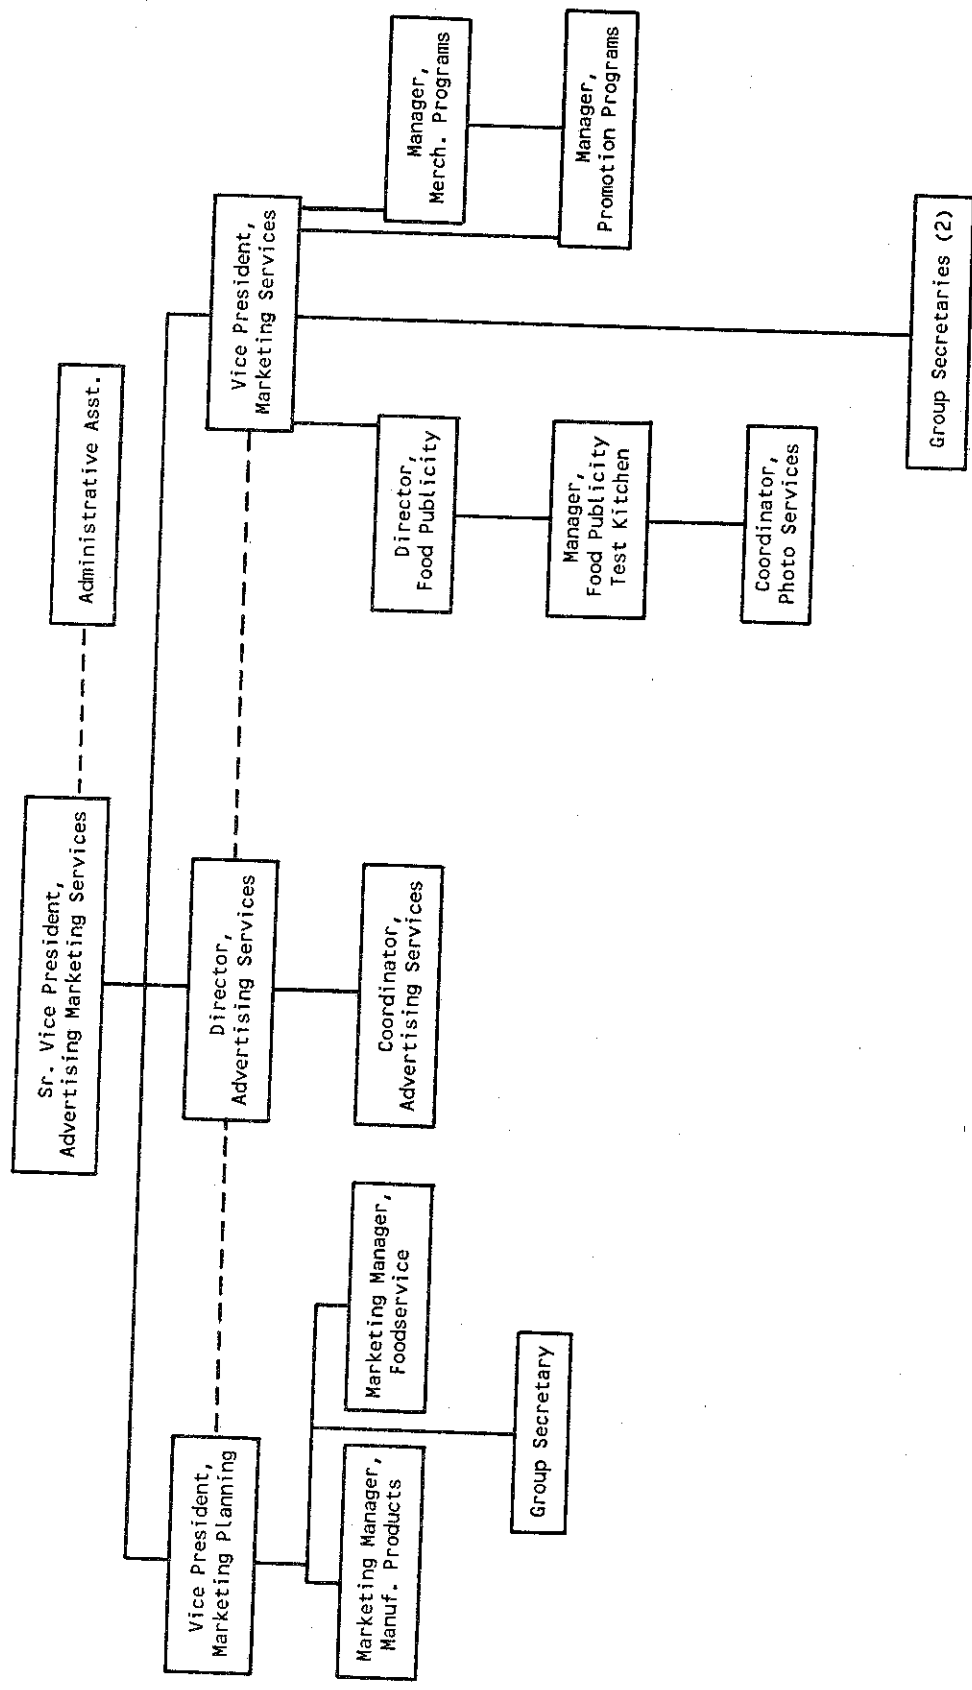 Sr. Vice President,
Advertising Marketing Services
Administrative Asst.
Vice President,
Marketing Planning
Director,
Advertising Services
Vice President,
Marketing Services
Marketing Manager,
Manuf. Products
Marketing Manager,
Foodservice
Group Secretary
Coordinator,
Advertising Services
Director,
Food Publicity
Manager,
Food Publicity
Test Kitchen
Coordinator,
Photo Services
Manager,
Merch. Programs
Manager,
Promotion Programs
Group Secretaries (2)